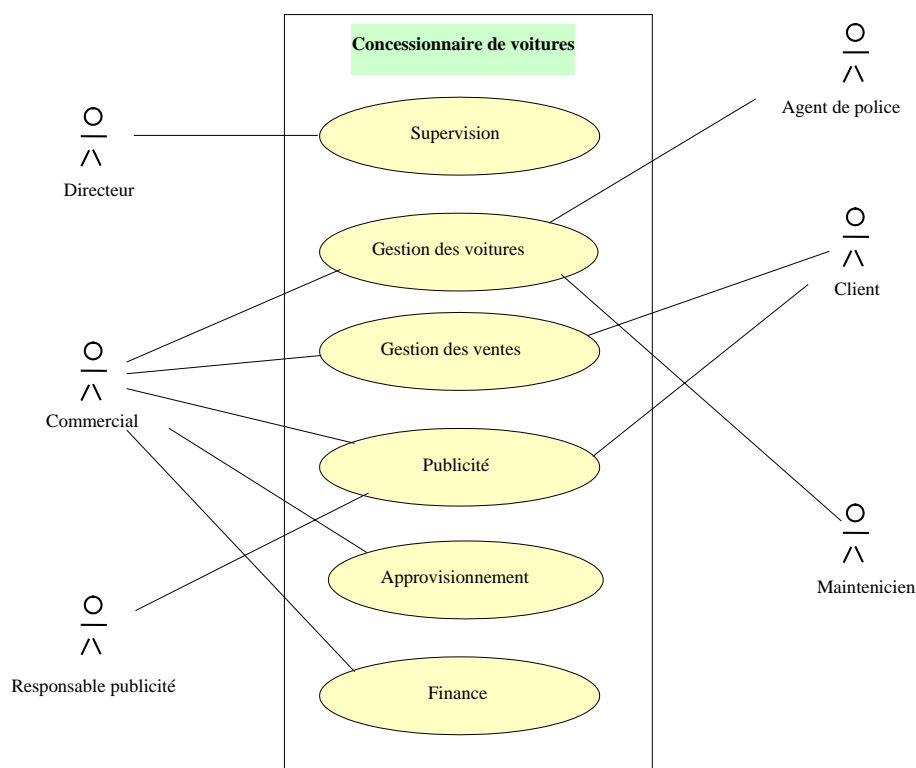 Concessionnaire de voitures
Agent de police
Supervision
Directeur
Gestion des voitures
Client
Gestion des ventes
Commercial
Publicité
Approvisionnement
Maintenicien
Responsable publicité
Finance